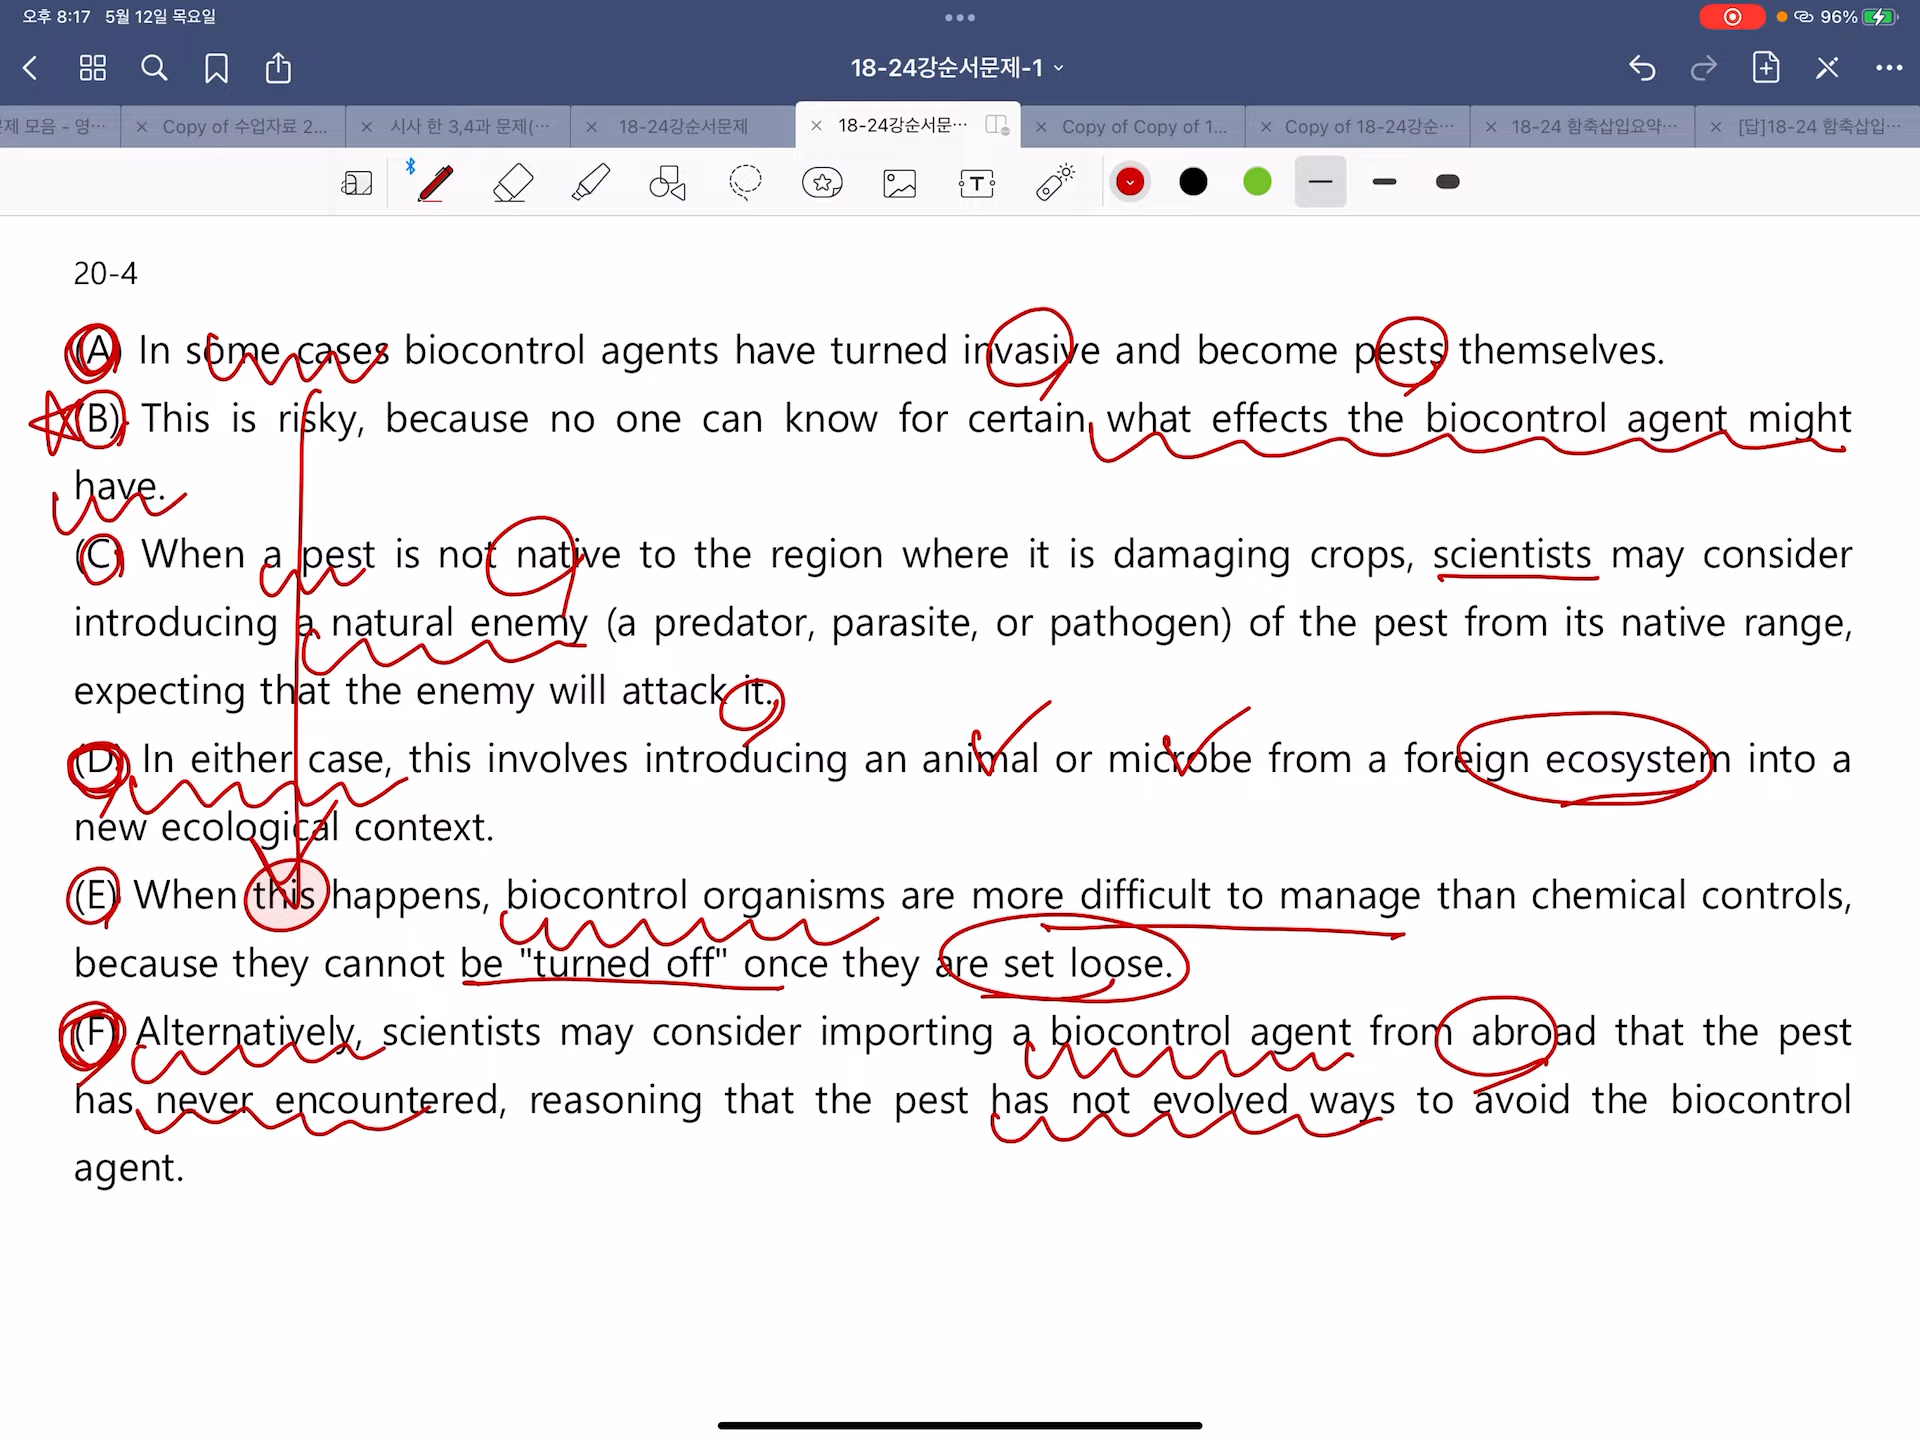 오후 8:17 5월 12일 목요일
96%
18-24강순서문제-1
제 모음 - 영… Copy of 수업자료 2... 시사 한 3,4과 문제(… 18-24강순서문제 18-24강순서문… Copy of Copy of 1... Copy of 18-24강순… 18-24 함축삽입요약… [답]18-24 함축삽입…
20-4
(A) In some cases biocontrol agents have turned invasive and become pests themselves.
(B) This is risky, because no one can know for certain what effects the biocontrol agent might
have.
(C) When a pest is not native to the region where it is damaging crops, scientists may consider
introducing a natural enemy (a predator, parasite, or pathogen) of the pest from its native range,
expecting that the enemy will attack it.
(D) In either case, this involves introducing an animal or microbe from a foreign ecosystem into a
new ecological context.
(E) When this happens, biocontrol organisms are more difficult to manage than chemical controls,
because they cannot be "turned off" once they are set loose.
(F) Alternatively, scientists may consider importing a biocontrol agent from abroad that the pest
has never encountered, reasoning that the pest has not evolved ways to avoid the biocontrol
agent.